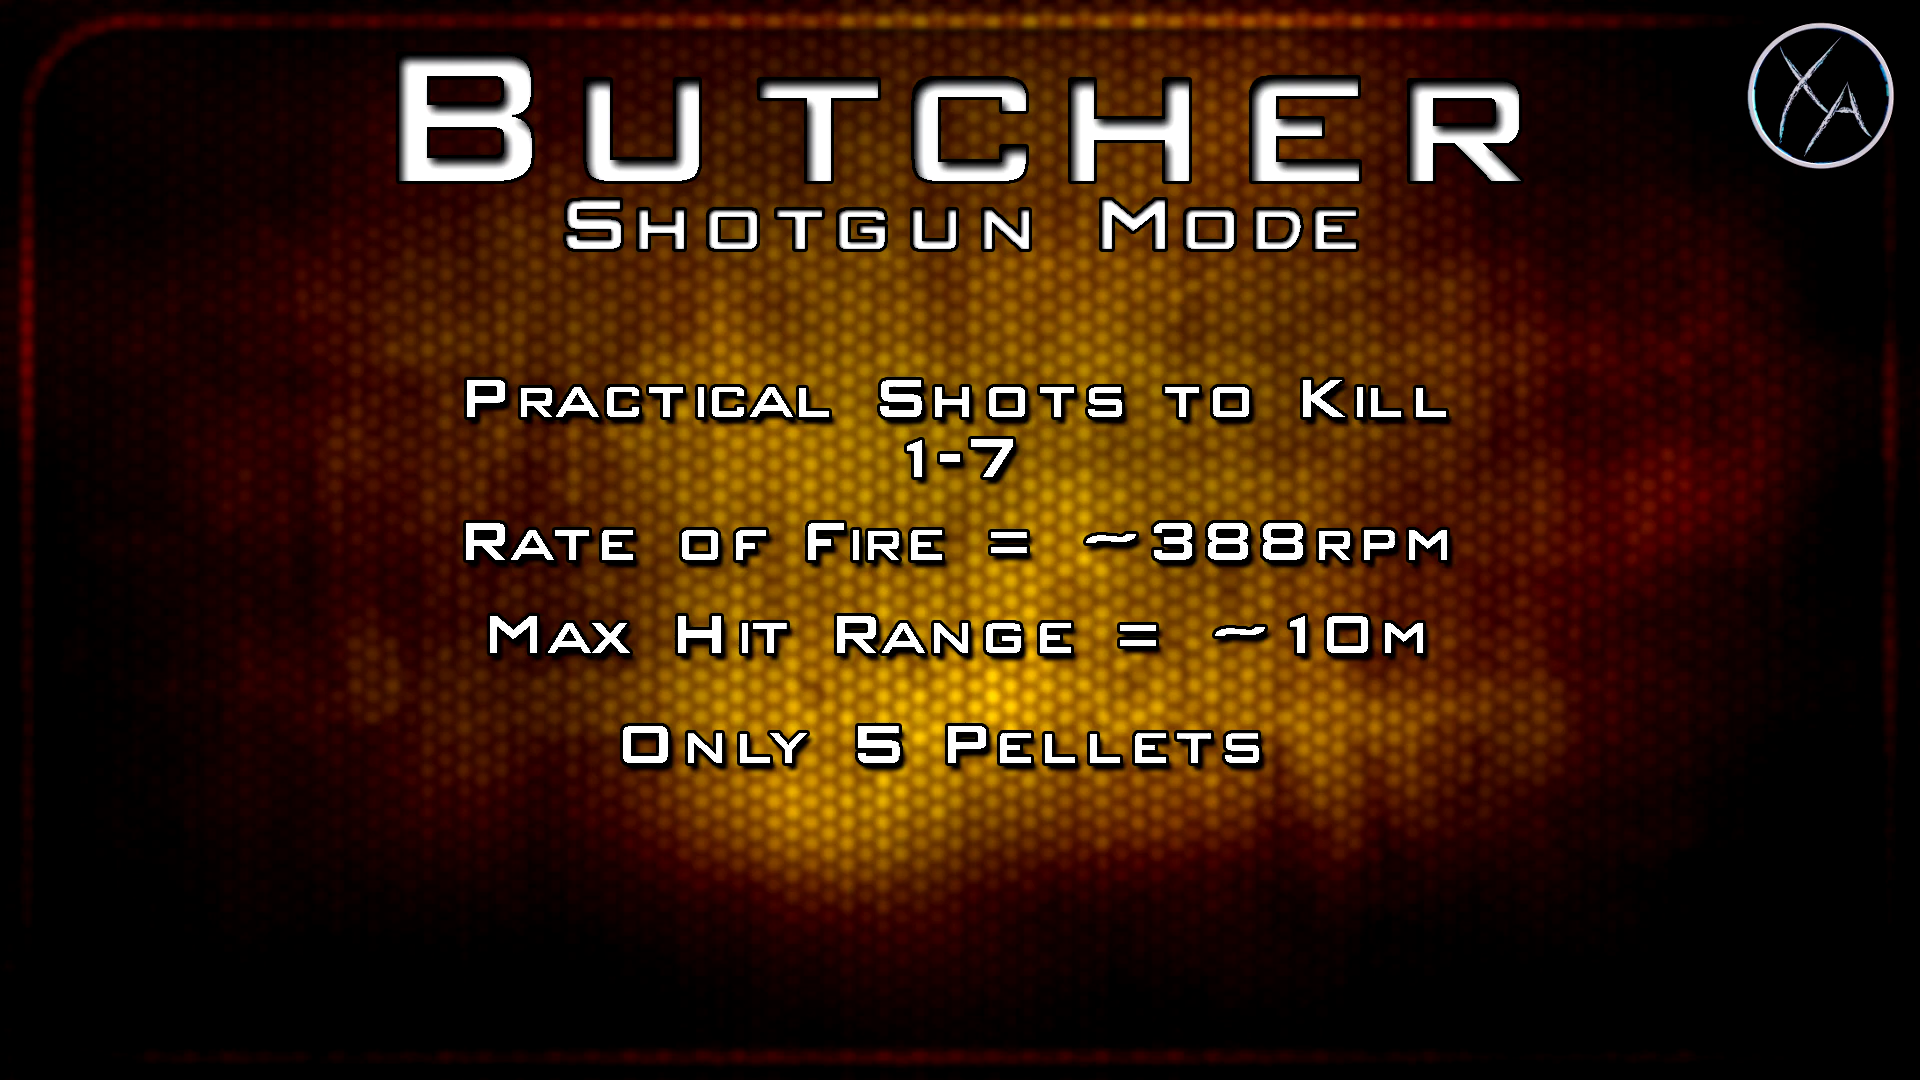 Butcher
Shotgun Mode
XA
Practical Shots to Kill
1-7
Rate of Fire = ~388rpm
Max Hit Range = ~10m
Only 5 Pellets